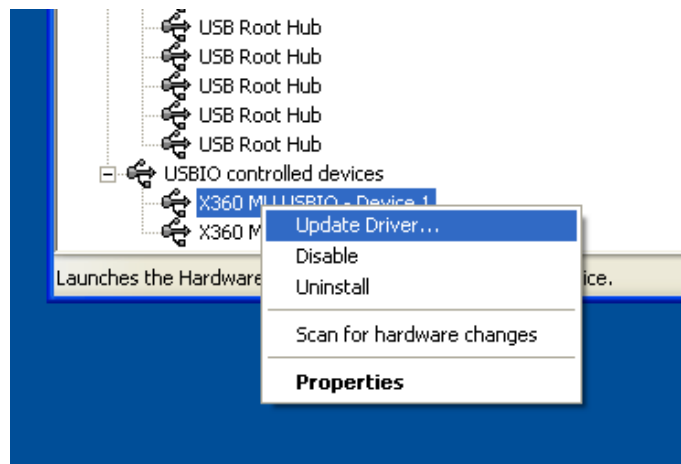 USB Root Hub
USB Root Hub
USB Root Hub
USB Root Hub
USB Root Hub
USBIO controlled devices
X360 MU USBIO - Device 1
X360 M
Update Driver...
Disable
Launches the Hardware ice.
Uninstall
Scan for hardware changes
Properties